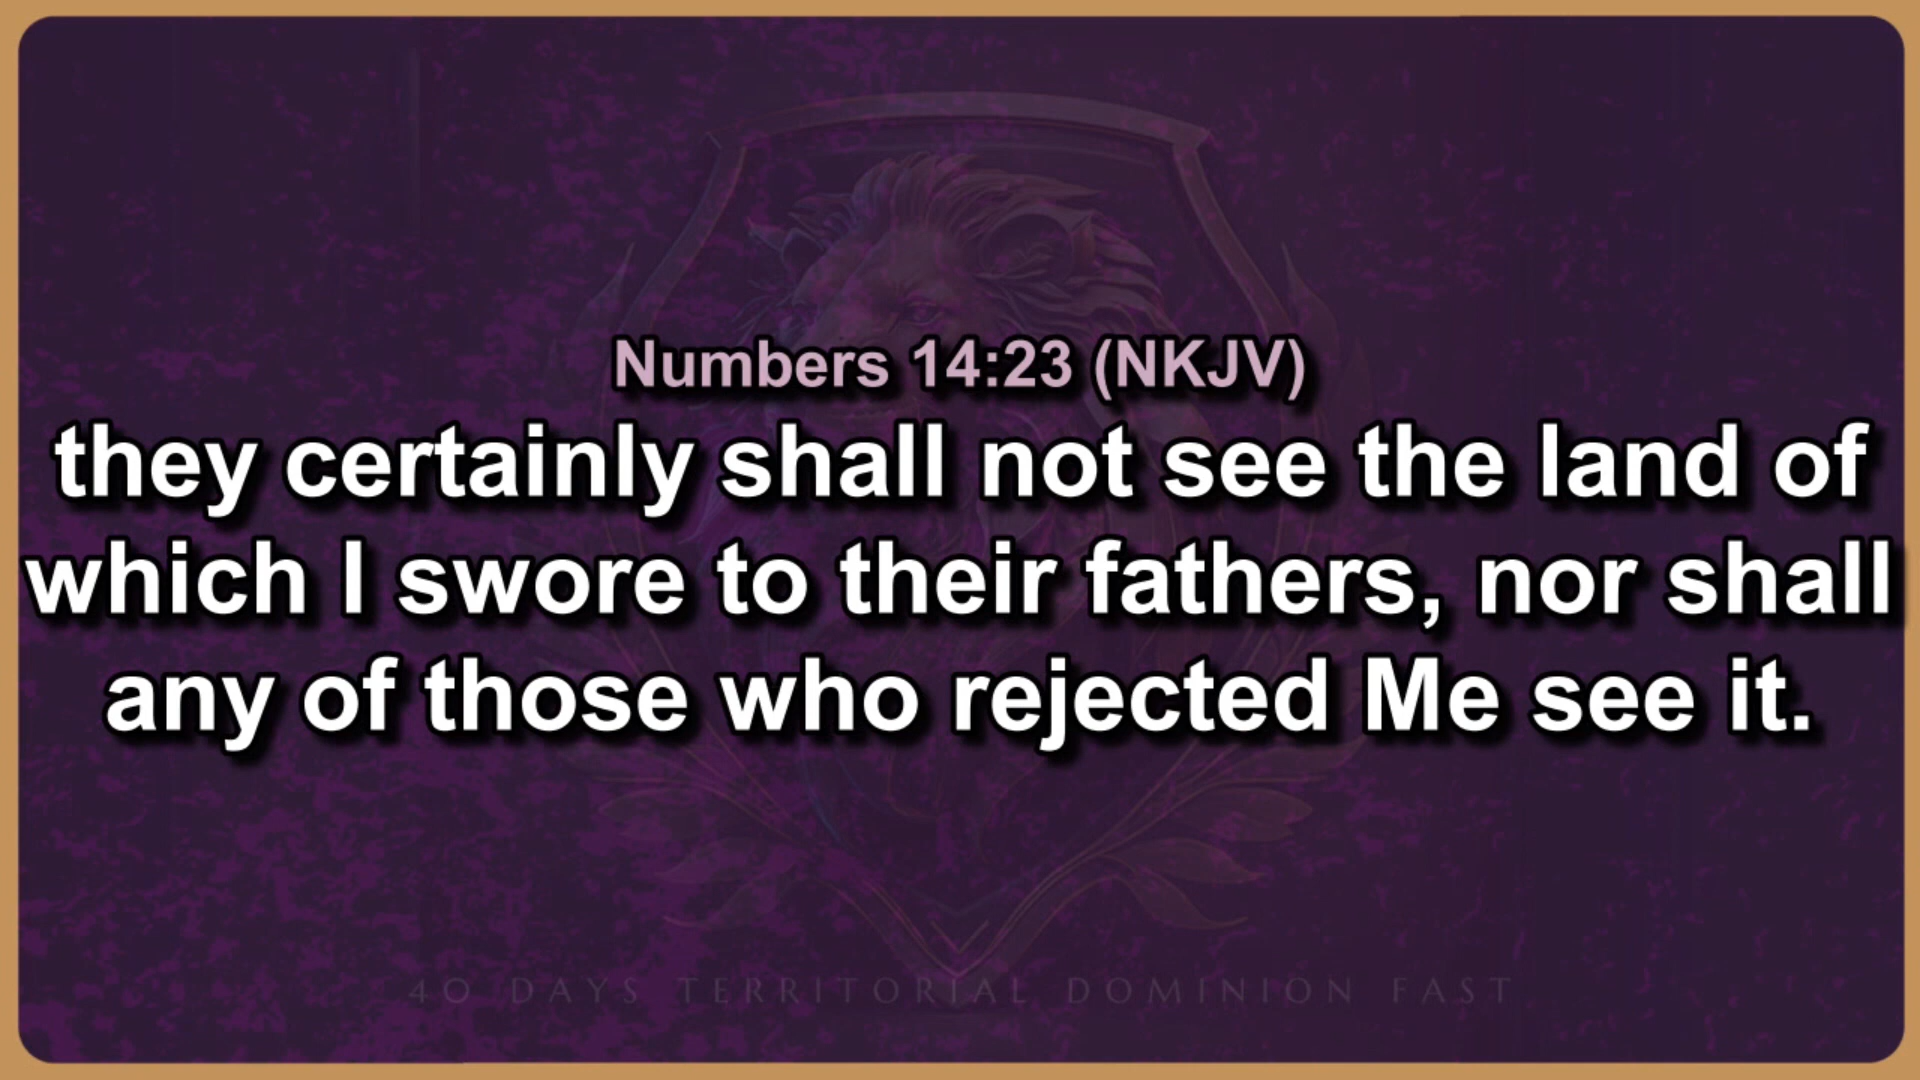 Numbers 14:23 (NKJV)
they certainly shall not see the land of
which I swore to their fathers, nor shall
any of those who rejected Me see it.
40 DAYS TERRITORIAL DOMINION FAST